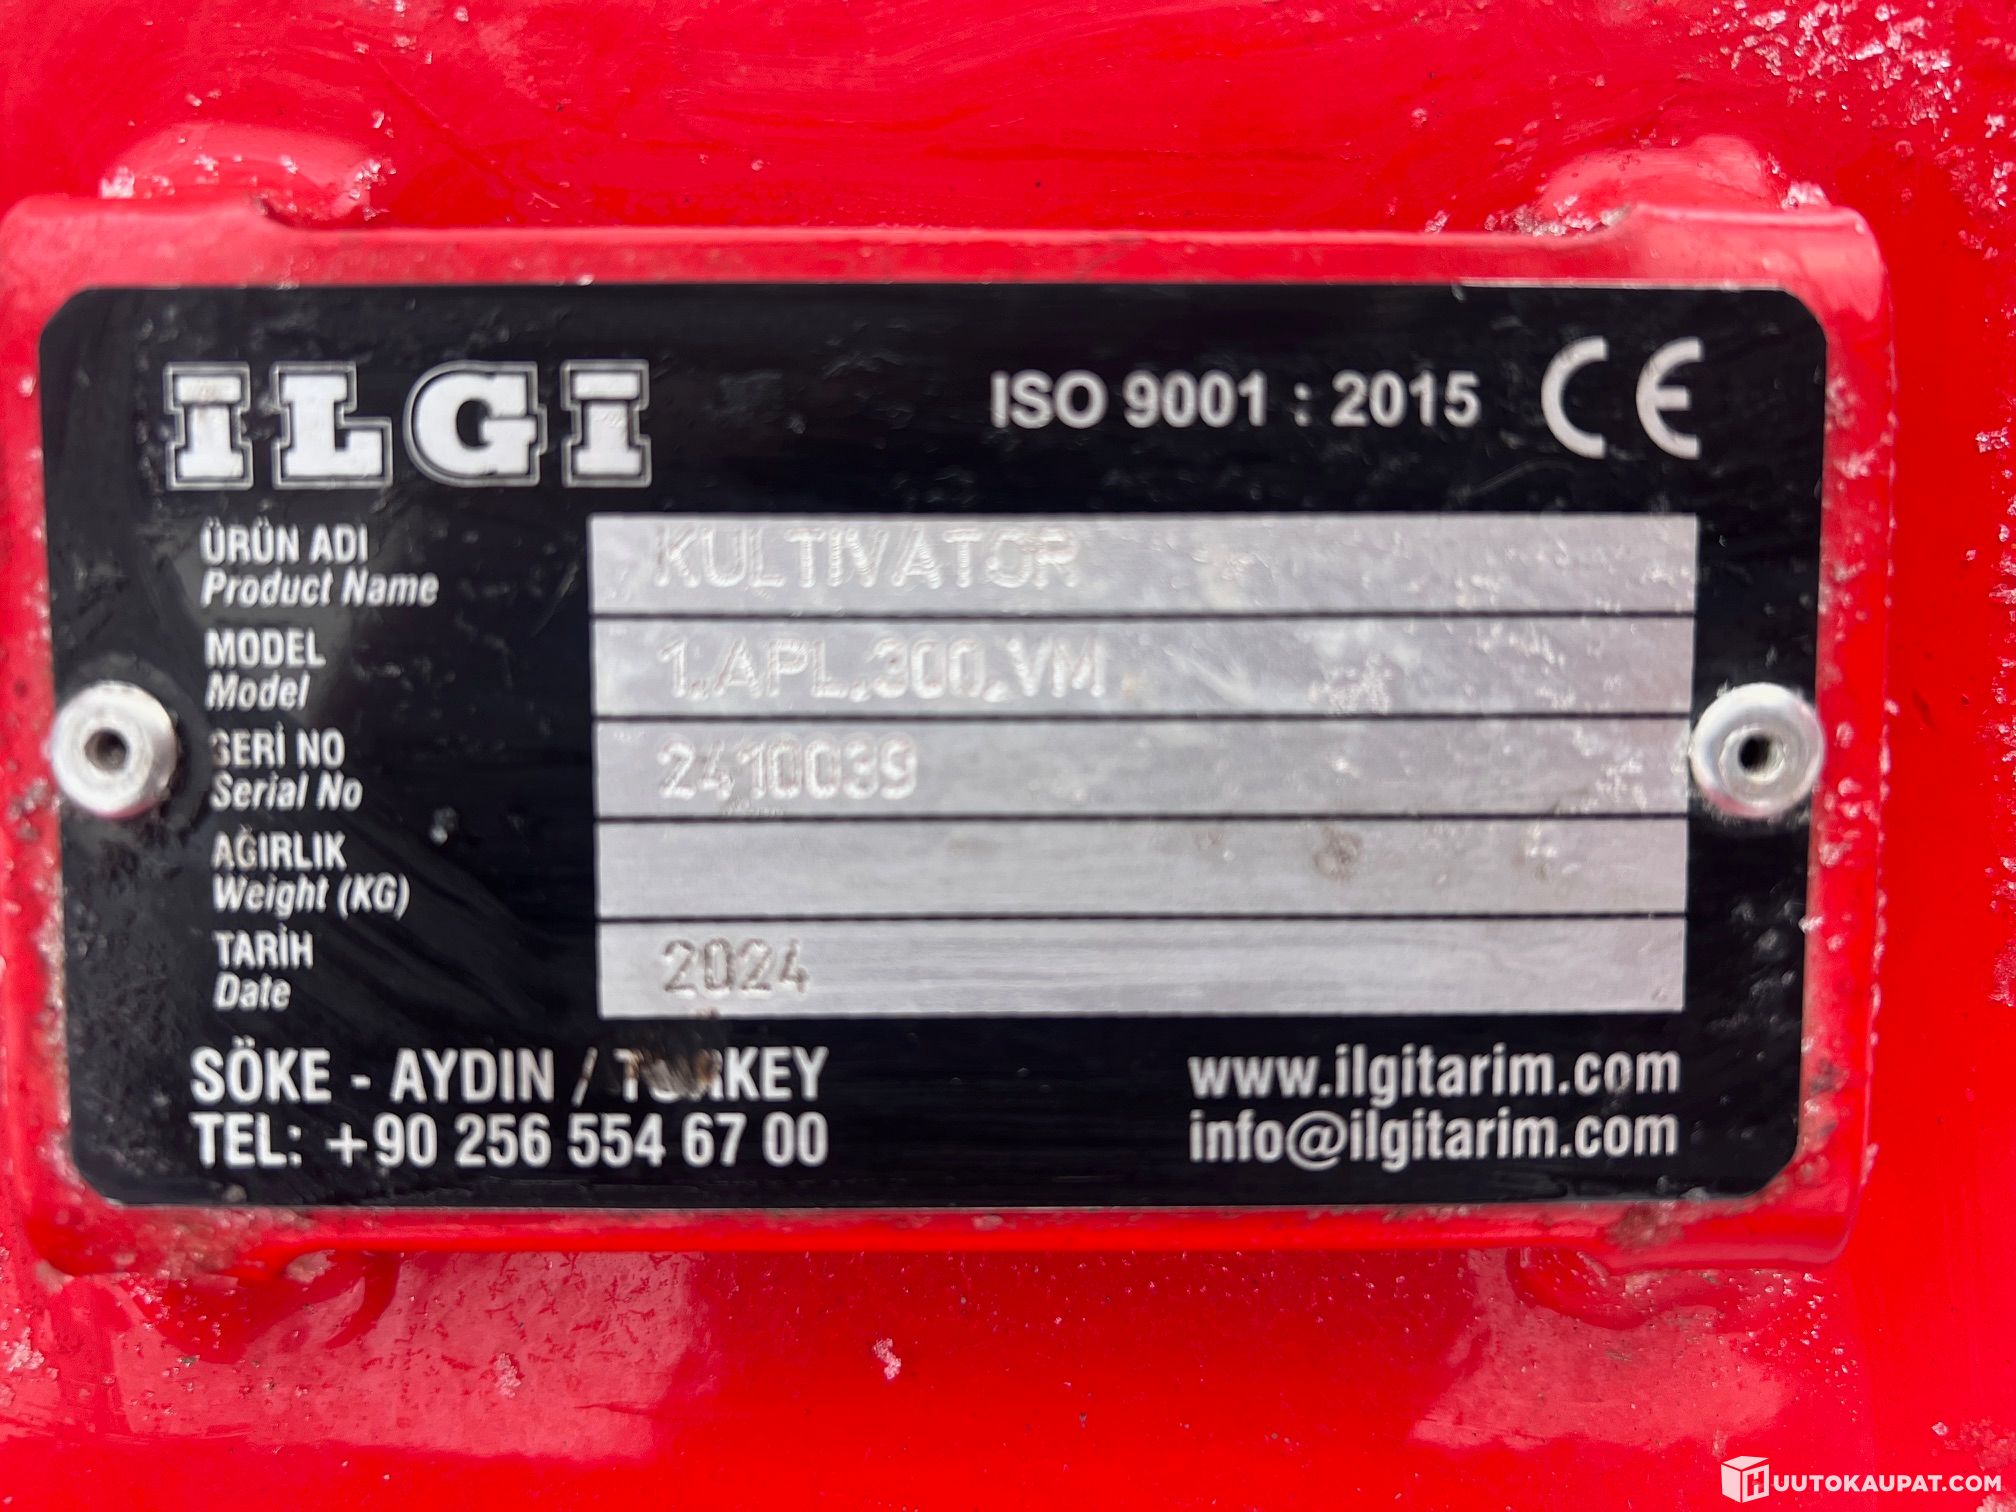 İLGİ
ISO 9001 : 2015 CE
ÜRÜN ADI
Product Name
KULTIVATOR
MODEL
Model
1.APL.300.VM
SERİ NO
Serial No
2410039
AĞIRLIK
Weight (KG)
TARİH
Date
2024
SÖKE - AYDIN / TURKEY
TEL: +90 256 554 67 00
www.ilgitarim.com
info@ilgitarim.com
HUUTOKAUPAT.COM